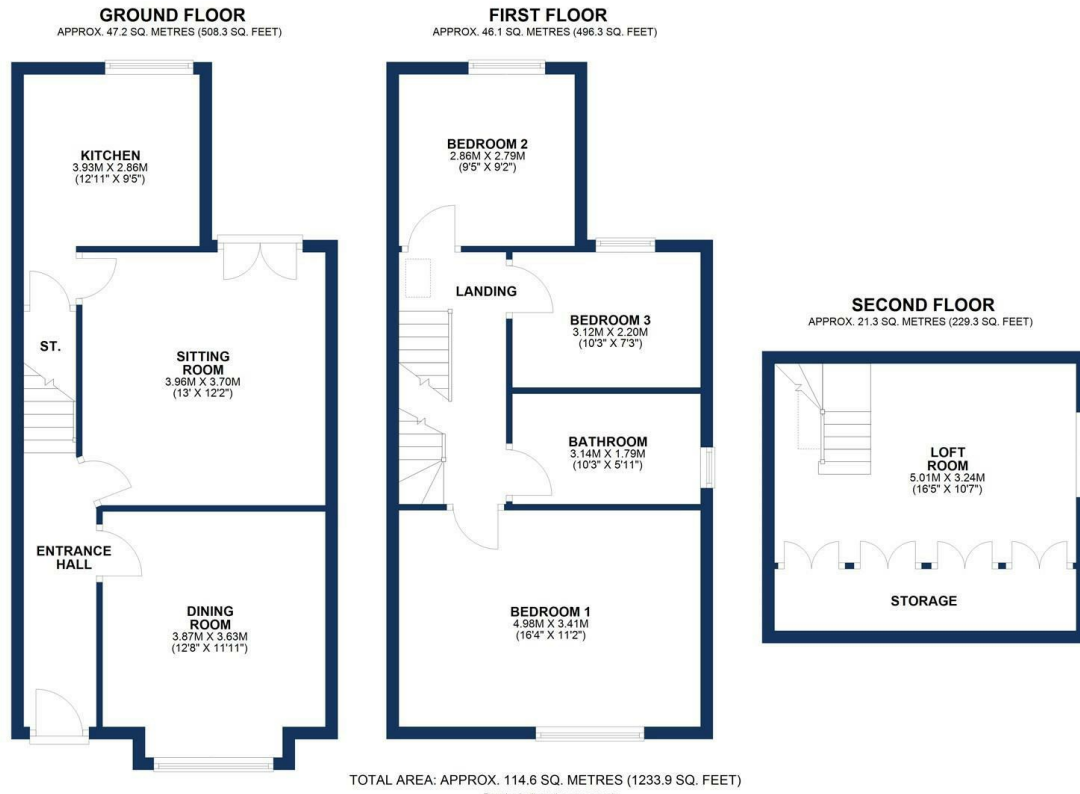 GROUND FLOOR
APPROX. 47.2 SQ. METRES (508.3 SQ. FEET)
KITCHEN
3.93M X 2.86M
(12'11" X 9'5")
ST.
SITTING
ROOM
3.96M X 3.70M
(13' X 12'2")
ENTRANCE
HALL
DINING
ROOM
3.87M X 3.63M
(12'8" X 11'11")
FIRST FLOOR
APPROX. 46.1 SQ. METRES (496.3 SQ. FEET)
BEDROOM 2
2.86M X 2.79M
(9'5" X 9'2")
LANDING
BEDROOM 3
3.12M X 2.20M
(10'3" X 7'3")
BATHROOM
3.14M X 1.79M
(10'3" X 5'11")
BEDROOM 1
4.98M X 3.41M
(16'4" X 11'2")
SECOND FLOOR
APPROX. 21.3 SQ. METRES (229.3 SQ. FEET)
LOFT
ROOM
5.01M X 3.24M
(16'5" X 10'7")
STORAGE
TOTAL AREA: APPROX. 114.6 SQ. METRES (1233.9 SQ. FEET)